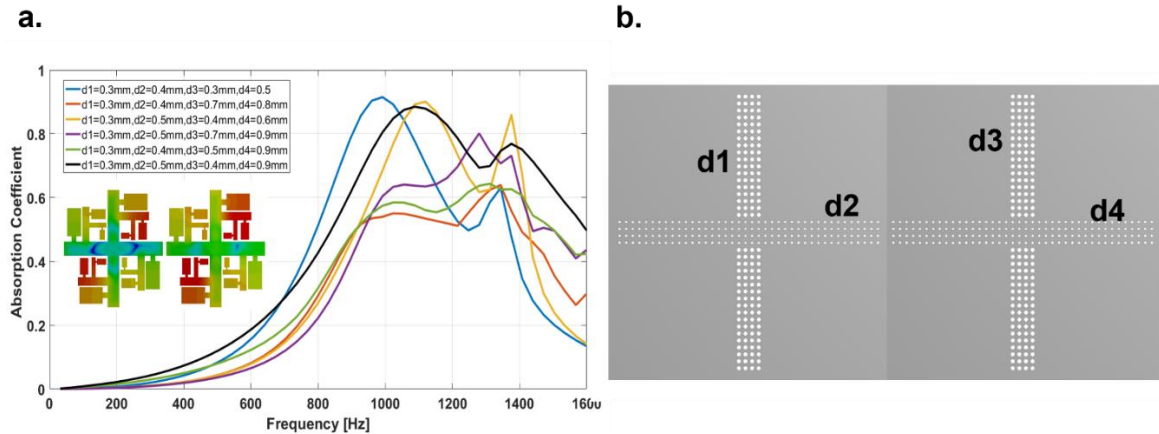 a.
b.
Absorption Coefficient
1
0.8
0.6
0.4
0.2
0
d1=0.3mm,d2=0.4mm,d3=0.3mm,d4=0.5
d1=0.3mm,d2=0.4mm,d3=0.7mm,d4=0.8mm
d1=0.3mm,d2=0.5mm,d3=0.4mm,d4=0.6mm
d1=0.3mm,d2=0.5mm,d3=0.7mm,d4=0.9mm
d1=0.3mm,d2=0.4mm,d3=0.5mm,d4=0.9mm
d1=0.3mm,d2=0.5mm,d3=0.4mm,d4=0.9mm
0 200 400 600 800 1000 1200 1400 1600
Frequency [Hz]
d1
d2
d3
d4